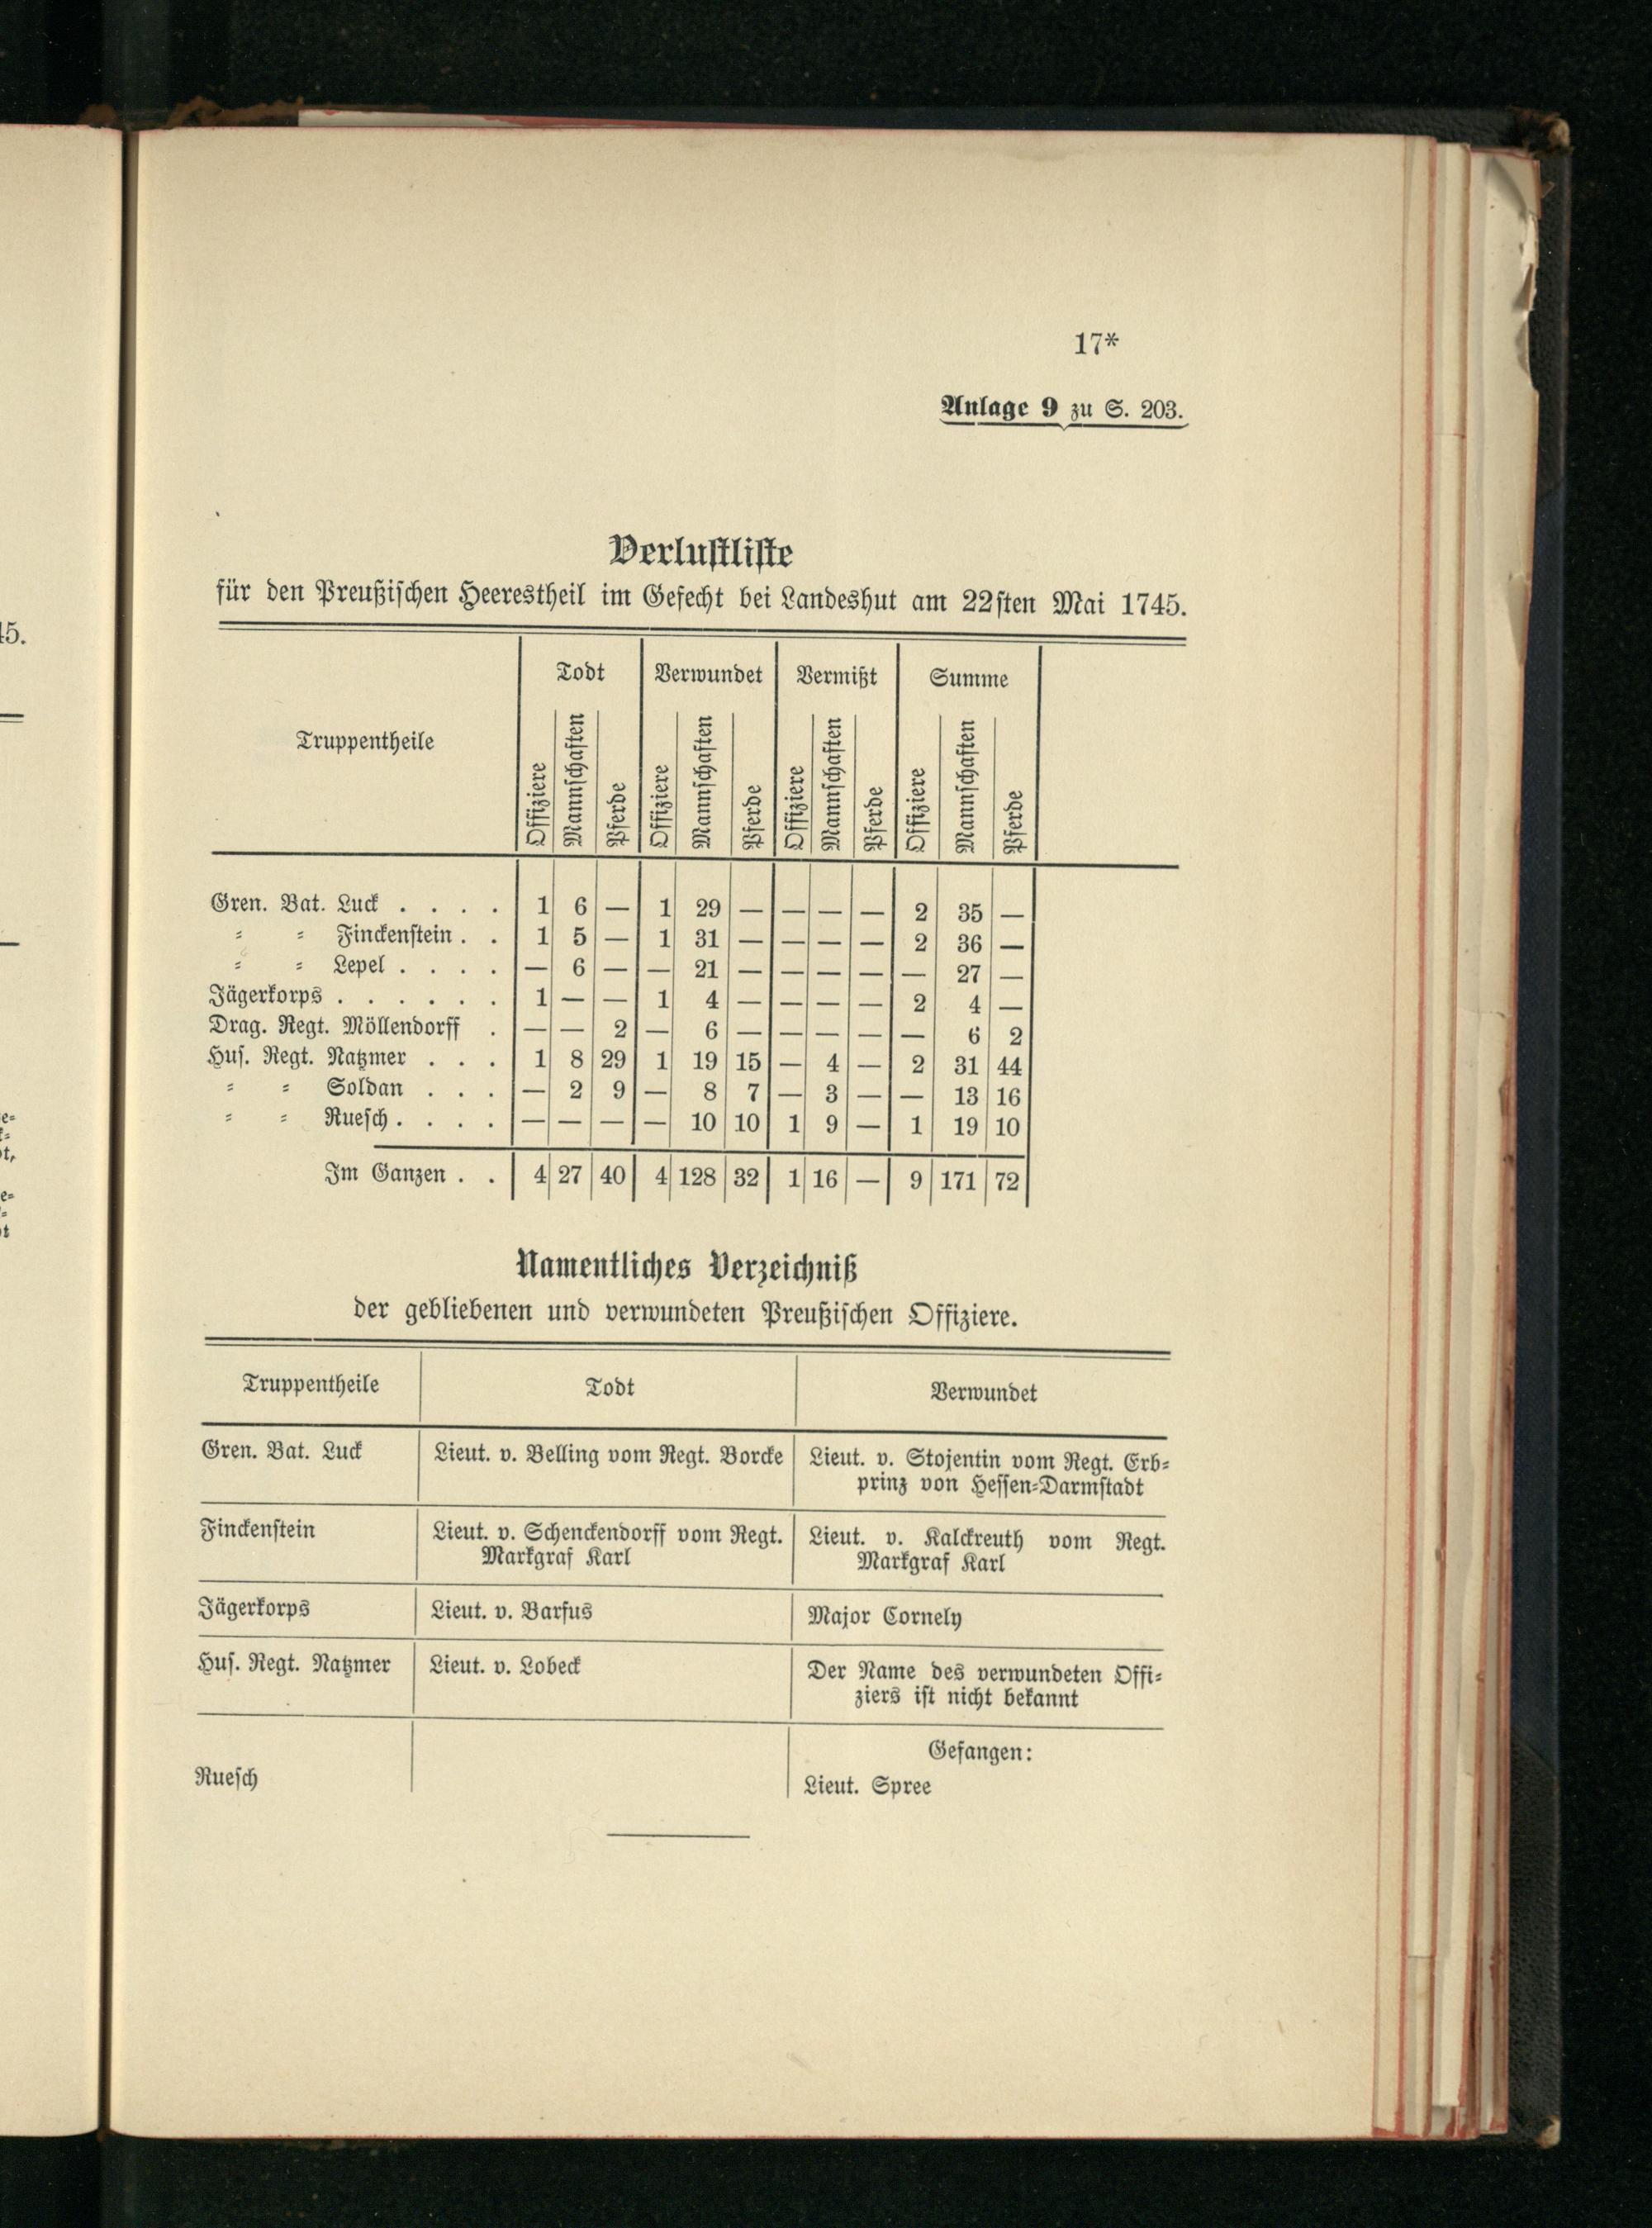 17*
Anlage 9 zu S. 203.
Verlustliste
für den Preußischen Heerestheil im Gefecht bei Landeshut am 22sten Mai 1745.
Truppentheile Todt Verwundet Vermißt Summe
Offiziere Mannschaften Pferde Offiziere Mannschaften Pferde Offiziere Mannschaften Pferde Offiziere Mannschaften Pferde
Gren. Bat. Luck . . . . 1 6 — 1 29 — — — — 2 35 —
= = Finckenstein . . 1 5 — 1 31 — — — — 2 36 —
= = Lepel . . . . — 6 — — 21 — — — — — 27 —
Jägerkorps . . . . . . 1 — — 1 4 — — — — 2 4 —
Drag. Regt. Möllendorff . — — 2 — 6 — — — — — 6 2
Hus. Regt. Natzmer . . . 1 8 29 1 19 15 — 4 — 2 31 44
= = Soldan . . . — 2 9 — 8 7 — 3 — — 13 16
= = Ruesch . . . . — — — — 10 10 1 9 — 1 19 10
Im Ganzen . . 4 27 40 4 128 32 1 16 — 9 171 72
Namentliches Verzeichniß
der gebliebenen und verwundeten Preußischen Offiziere.
Truppentheile Todt Verwundet
Gren. Bat. Luck Lieut. v. Belling vom Regt. Borcke Lieut. v. Stojentin vom Regt. Erb=
prinz von Hessen=Darmstadt
Finckenstein Lieut. v. Schenckendorff vom Regt. Lieut. v. Kalckreuth vom Regt.
Markgraf Karl Markgraf Karl
Jägerkorps Lieut. v. Barfus Major Cornely
Hus. Regt. Natzmer Lieut. v. Lobeck Der Name des verwundeten Offi=
ziers ist nicht bekannt
Gefangen:
Ruesch Lieut. Spree